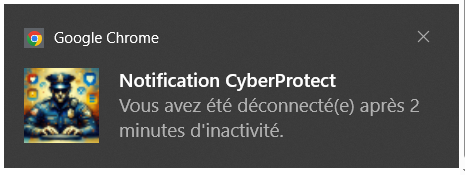 Google Chrome
Notification CyberProtect
Vous avez été déconnecté(e) après 2
minutes d'inactivité.